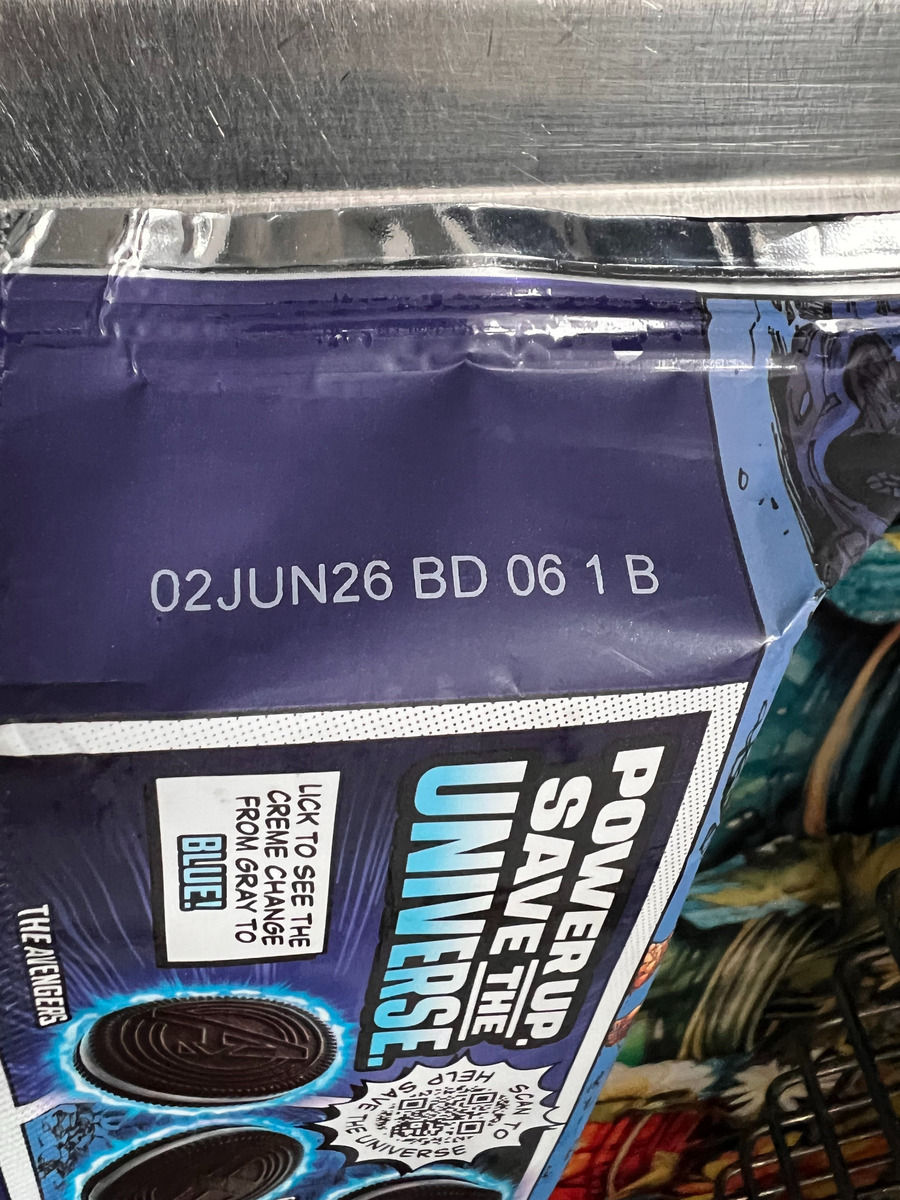 02JUN26 BD 06 1 B
POWER UP.
SAVE THE
UNIVERSE.
LICK TO SEE THE
CREME CHANGE
FROM GRAY TO
BLUE!
SCAN TO
HELP SAVE
THE UNIVERSE
THE AVENGERS